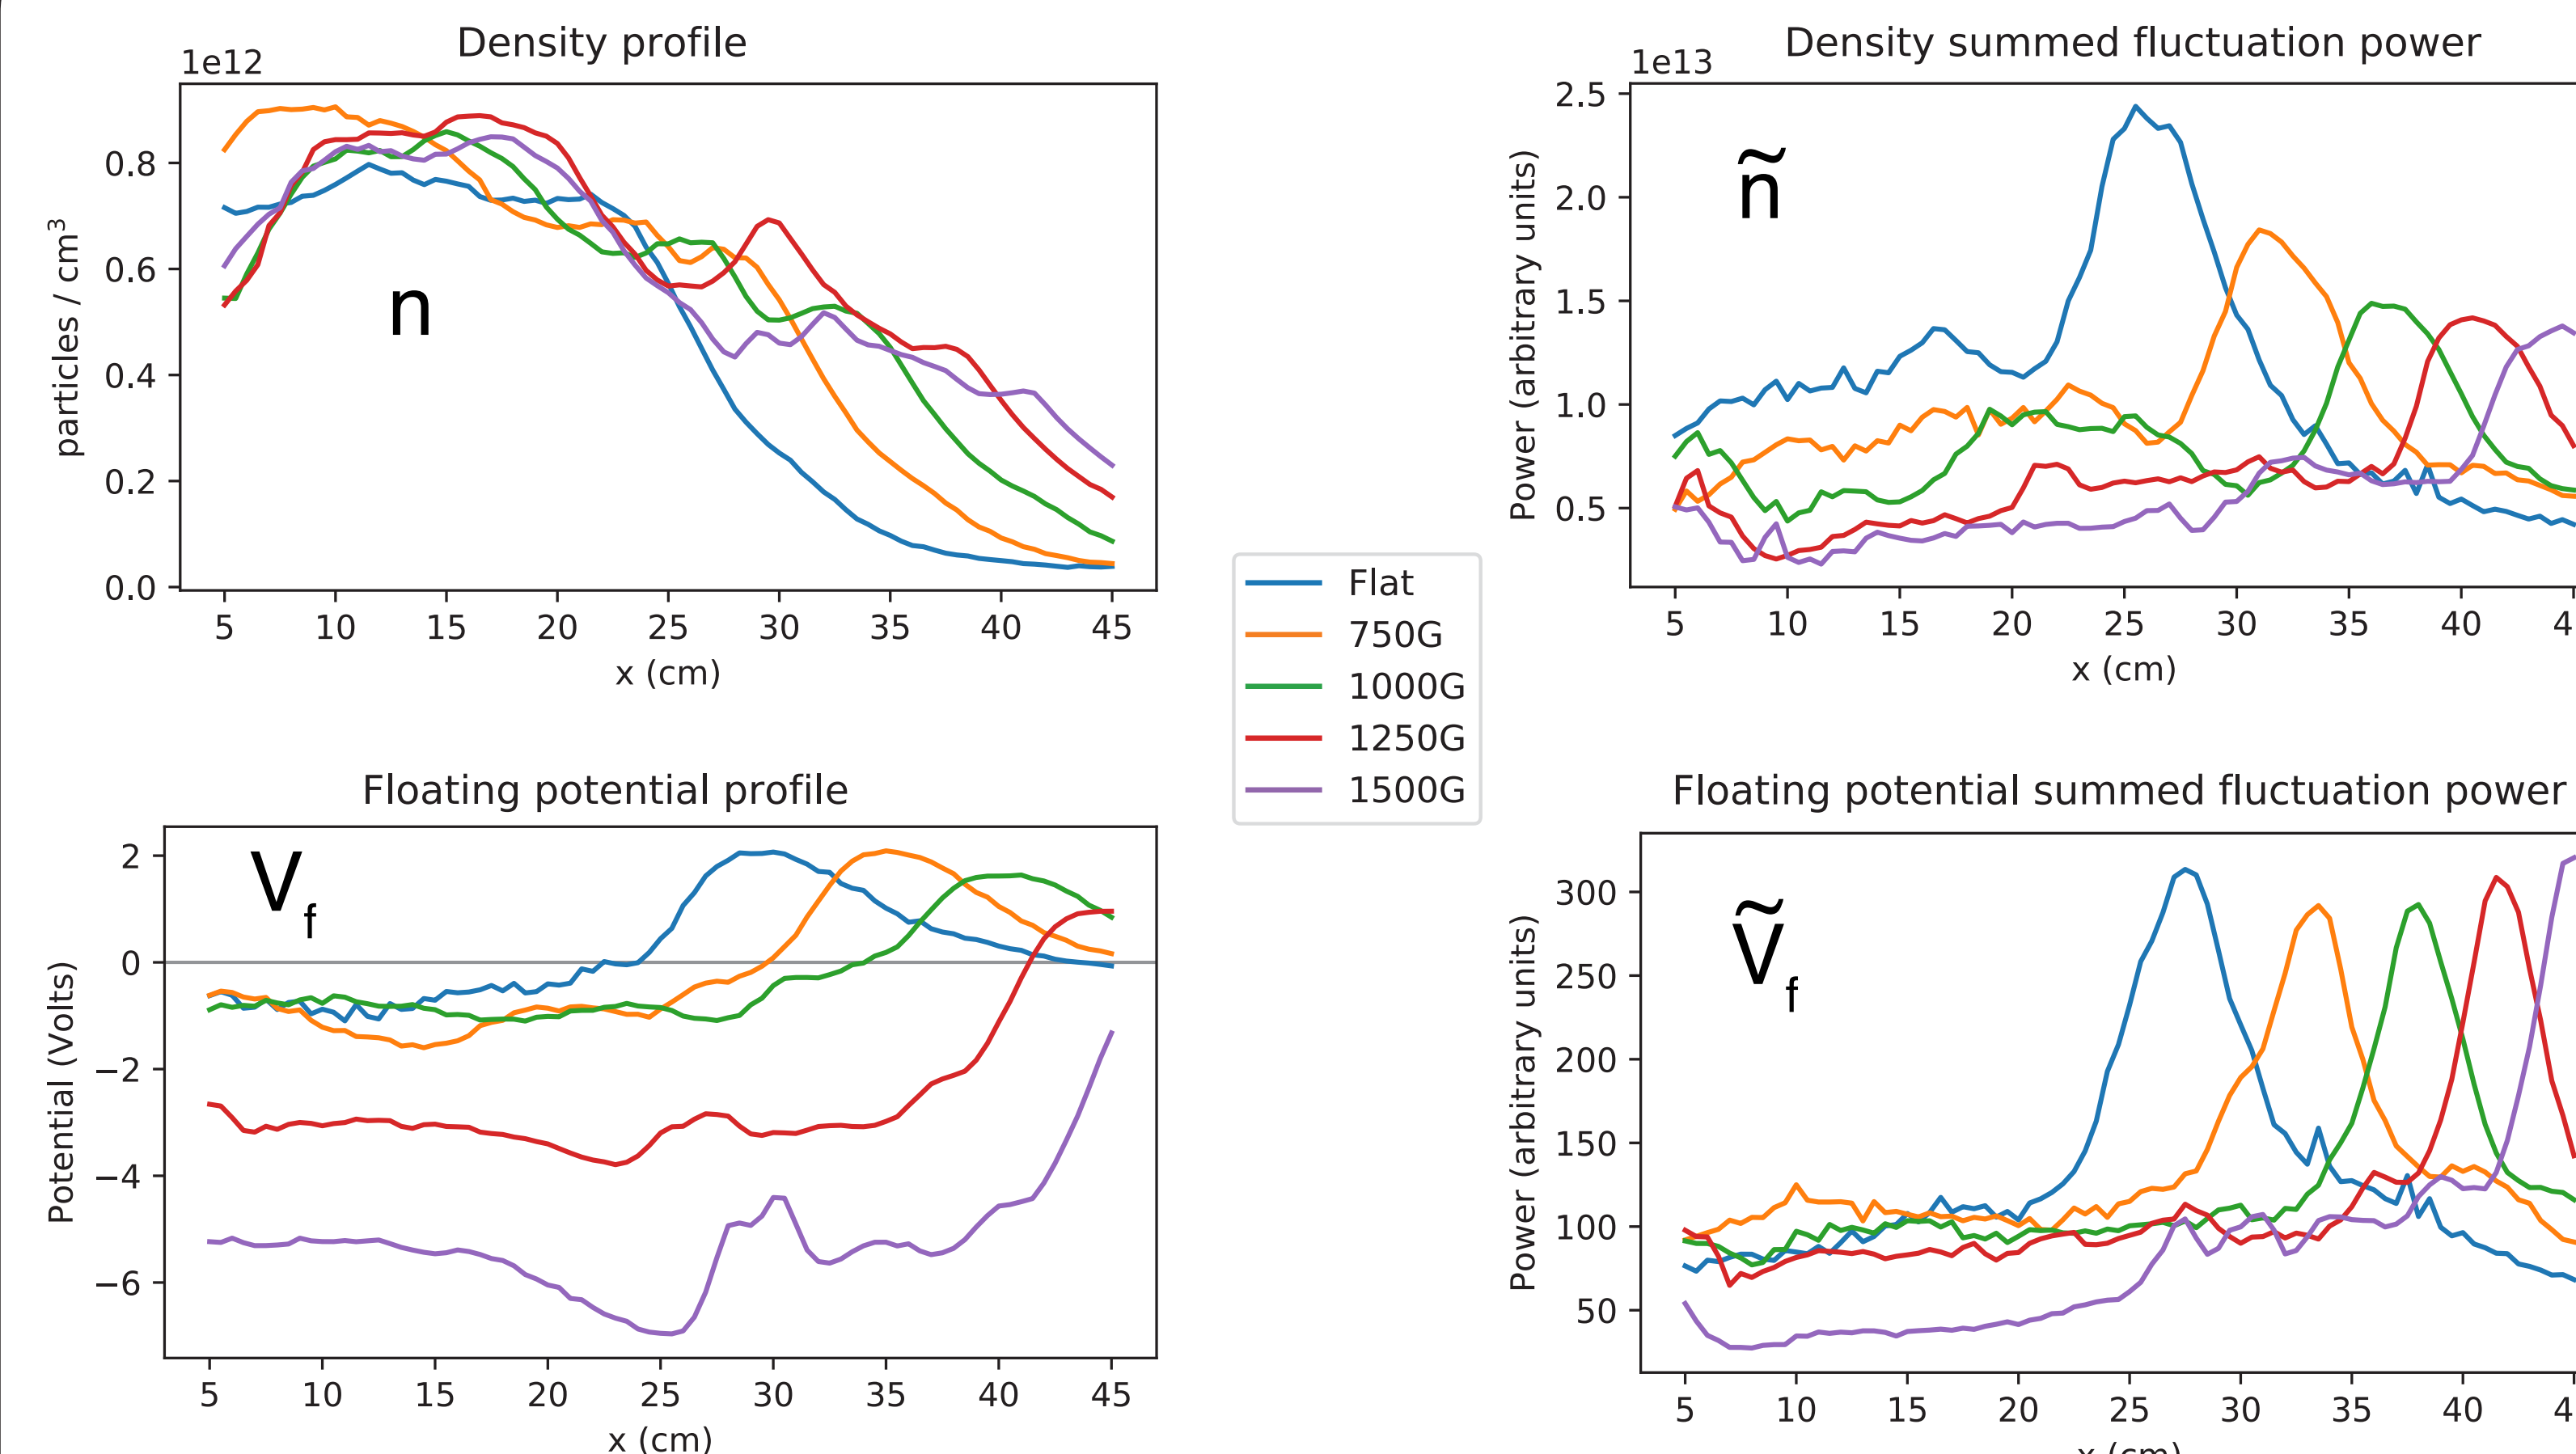 Density profile
1e12
particles / cm³
0.8
0.6
0.4
0.2
0.0
n
5 10 15 20 25 30 35 40 45
x (cm)
Density summed fluctuation power
1e13
Power (arbitrary units)
2.5
2.0
1.5
1.0
0.5
ñ
5 10 15 20 25 30 35 40 4
x (cm)
Flat
750G
1000G
1250G
1500G
Floating potential profile
Potential (Volts)
2
0
−2
−4
−6
V_f
5 10 15 20 25 30 35 40 45
x (cm)
Floating potential summed fluctuation power
Power (arbitrary units)
300
250
200
150
100
50
Ṽ_f
5 10 15 20 25 30 35 40 4
x (cm)